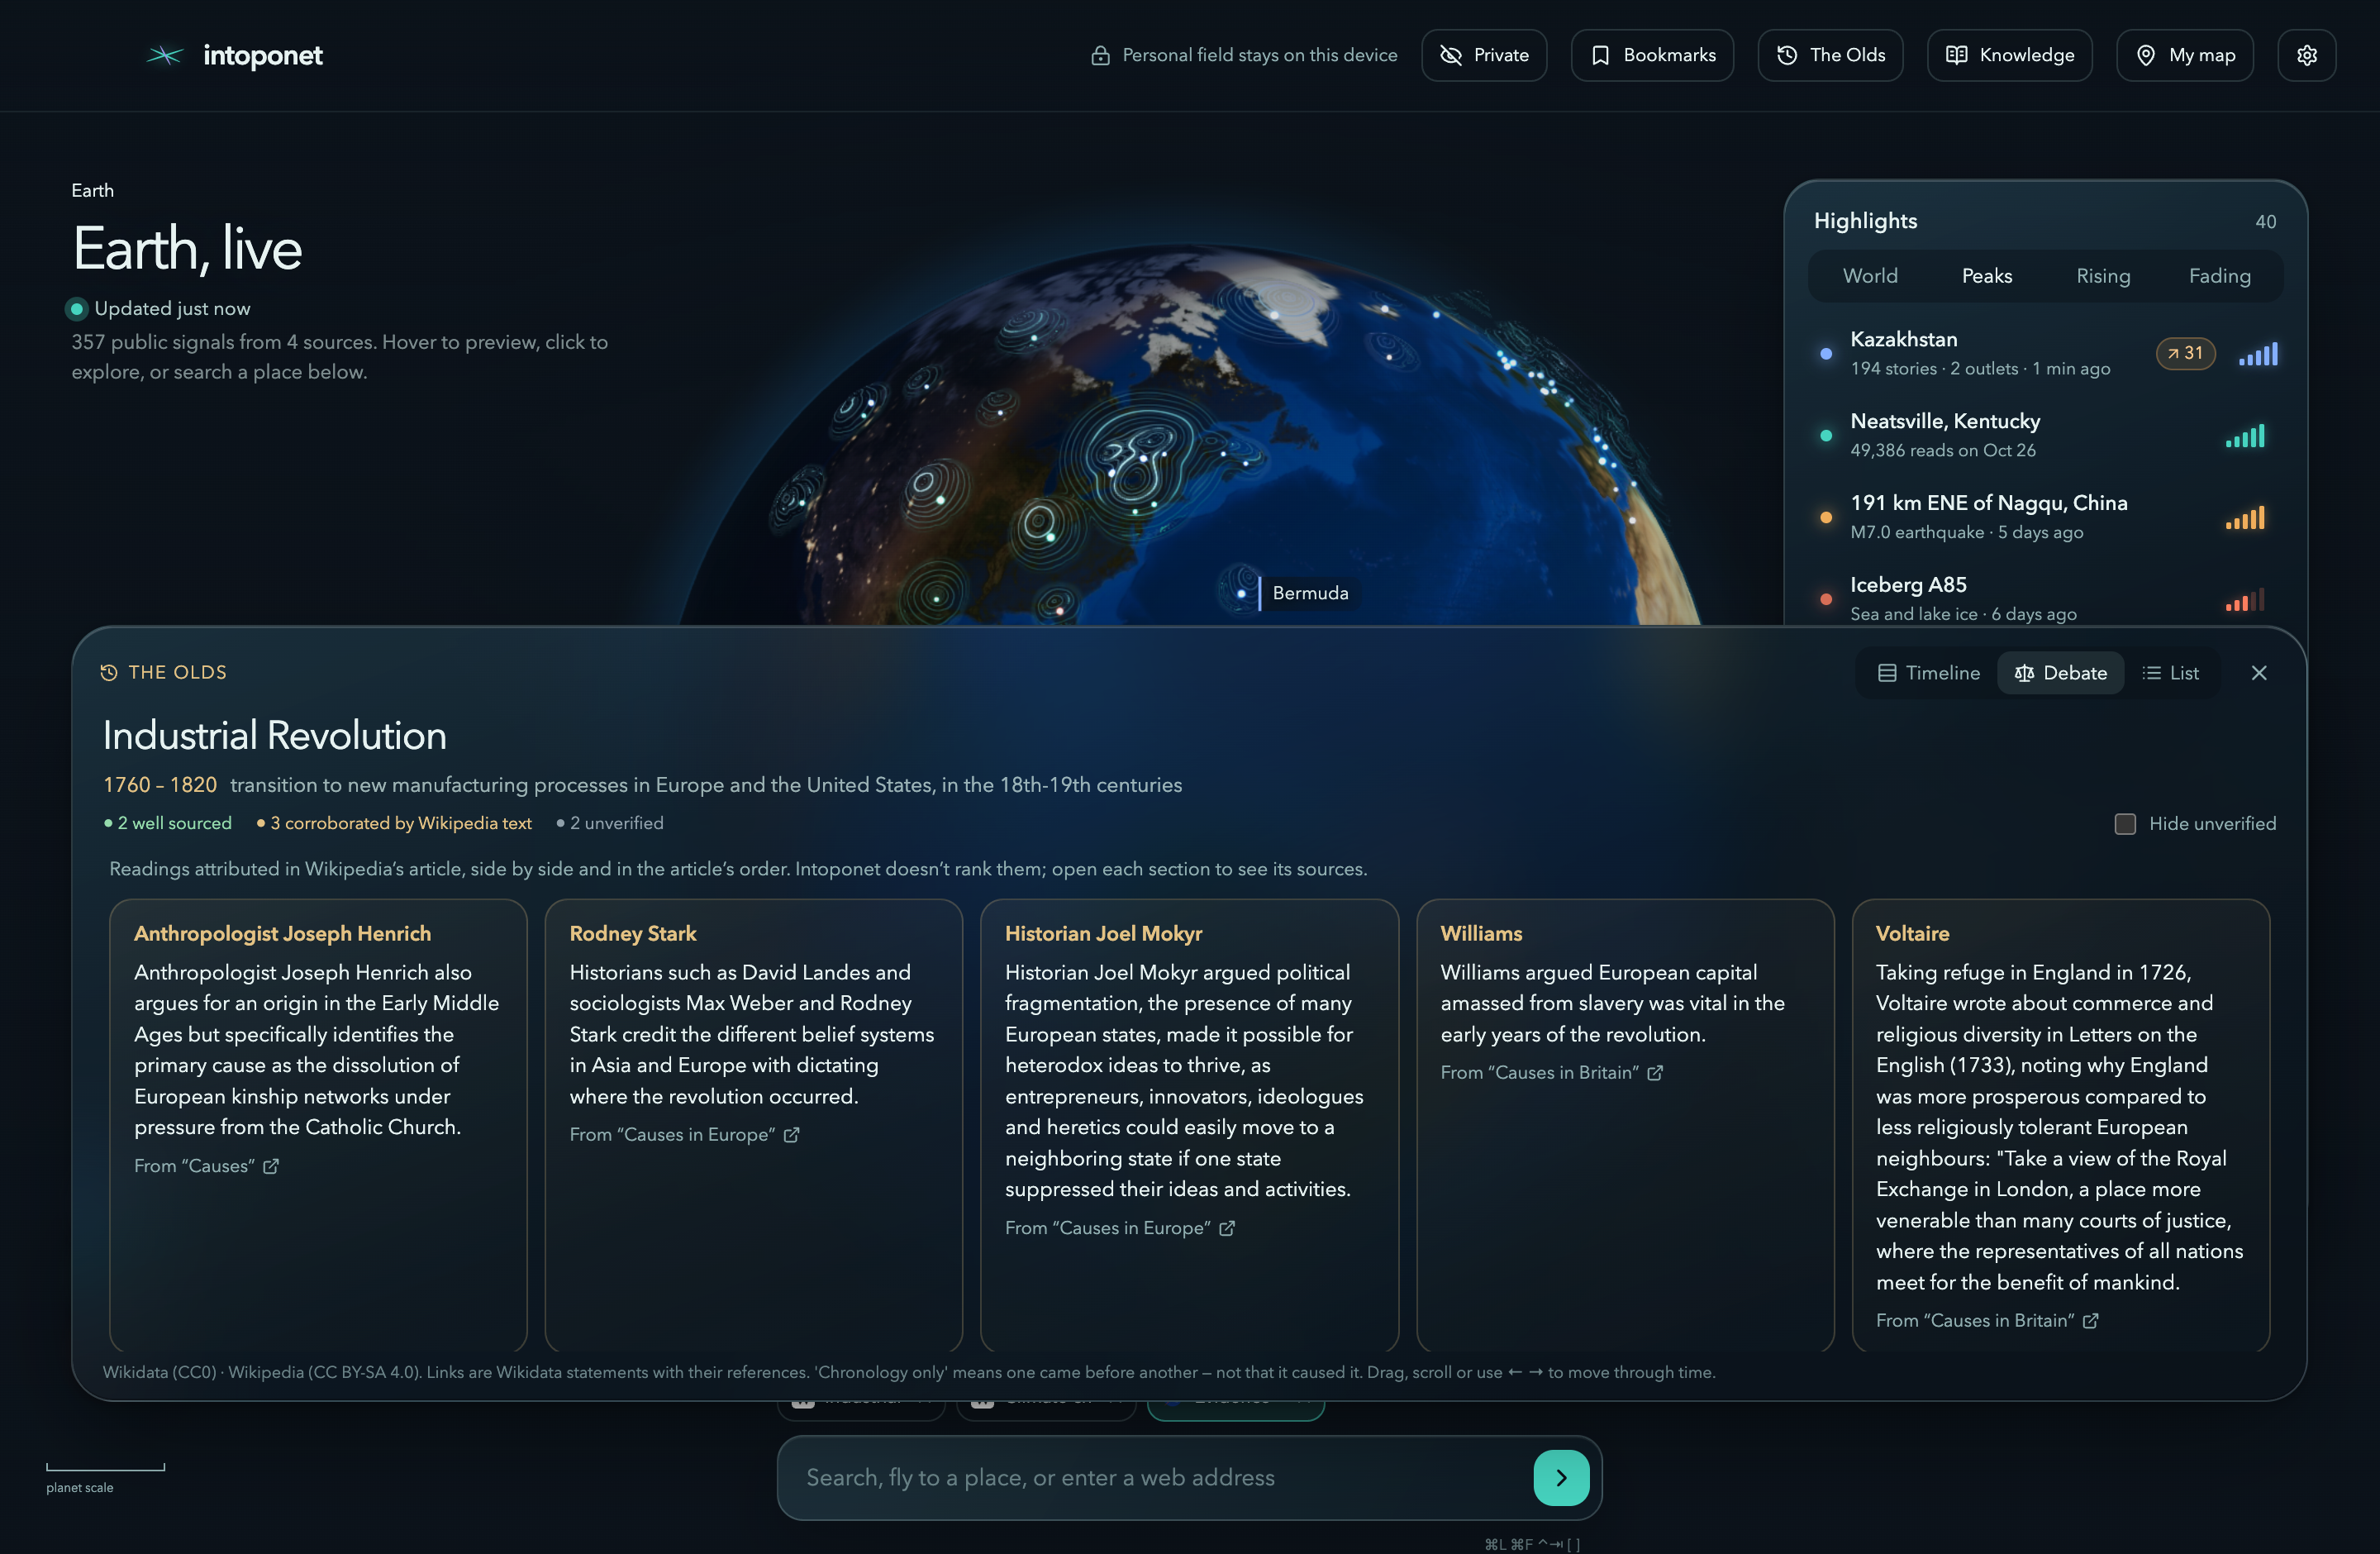 intoponet
Personal field stays on this device
Private
Bookmarks
The Olds
Knowledge
My map
Earth
Earth, live
Updated just now
357 public signals from 4 sources. Hover to preview, click to
explore, or search a place below.
Highlights
40
World
Peaks
Rising
Fading
Kazakhstan
194 stories · 2 outlets · 1 min ago
↗ 31
Neatsville, Kentucky
49,386 reads on Oct 26
191 km ENE of Nagqu, China
M7.0 earthquake · 5 days ago
Iceberg A85
Sea and lake ice · 6 days ago
Bermuda
THE OLDS
Timeline
Debate
List
Industrial Revolution
1760 – 1820 transition to new manufacturing processes in Europe and the United States, in the 18th-19th centuries
2 well sourced
3 corroborated by Wikipedia text
2 unverified
Hide unverified
Readings attributed in Wikipedia’s article, side by side and in the article’s order. Intoponet doesn’t rank them; open each section to see its sources.
Anthropologist Joseph Henrich
Anthropologist Joseph Henrich also
argues for an origin in the Early Middle
Ages but specifically identifies the
primary cause as the dissolution of
European kinship networks under
pressure from the Catholic Church.
From “Causes”
Rodney Stark
Historians such as David Landes and
sociologists Max Weber and Rodney
Stark credit the different belief systems
in Asia and Europe with dictating
where the revolution occurred.
From “Causes in Europe”
Historian Joel Mokyr
Historian Joel Mokyr argued political
fragmentation, the presence of many
European states, made it possible for
heterodox ideas to thrive, as
entrepreneurs, innovators, ideologues
and heretics could easily move to a
neighboring state if one state
suppressed their ideas and activities.
From “Causes in Europe”
Williams
Williams argued European capital
amassed from slavery was vital in the
early years of the revolution.
From “Causes in Britain”
Voltaire
Taking refuge in England in 1726,
Voltaire wrote about commerce and
religious diversity in Letters on the
English (1733), noting why England
was more prosperous compared to
less religiously tolerant European
neighbours: "Take a view of the Royal
Exchange in London, a place more
venerable than many courts of justice,
where the representatives of all nations
meet for the benefit of mankind.
From “Causes in Britain”
Wikidata (CC0) · Wikipedia (CC BY-SA 4.0). Links are Wikidata statements with their references. 'Chronology only' means one came before another – not that it caused it. Drag, scroll or use ← → to move through time.
Search, fly to a place, or enter a web address
planet scale
⌘L ⌘F ^⇥ [ ]